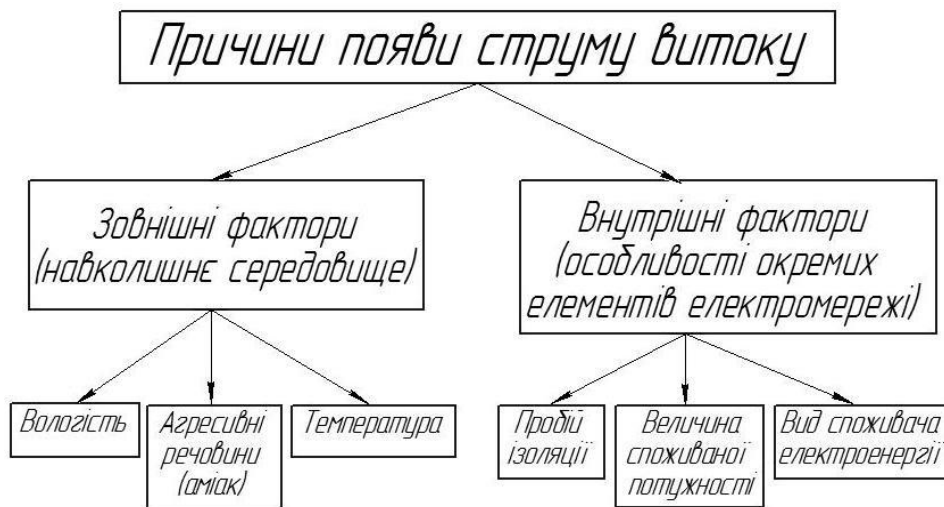 Причини появи струму витоку
Зовнішні фактори
(навколишнє середовище)
Внутрішні фактори
(особливості окремих
елементів електромережі)
Вологість
Агресивні
речовини
(аміак)
Температура
Пробій
ізоляції
Величина
споживаної
потужності
Вид споживача
електроенергії